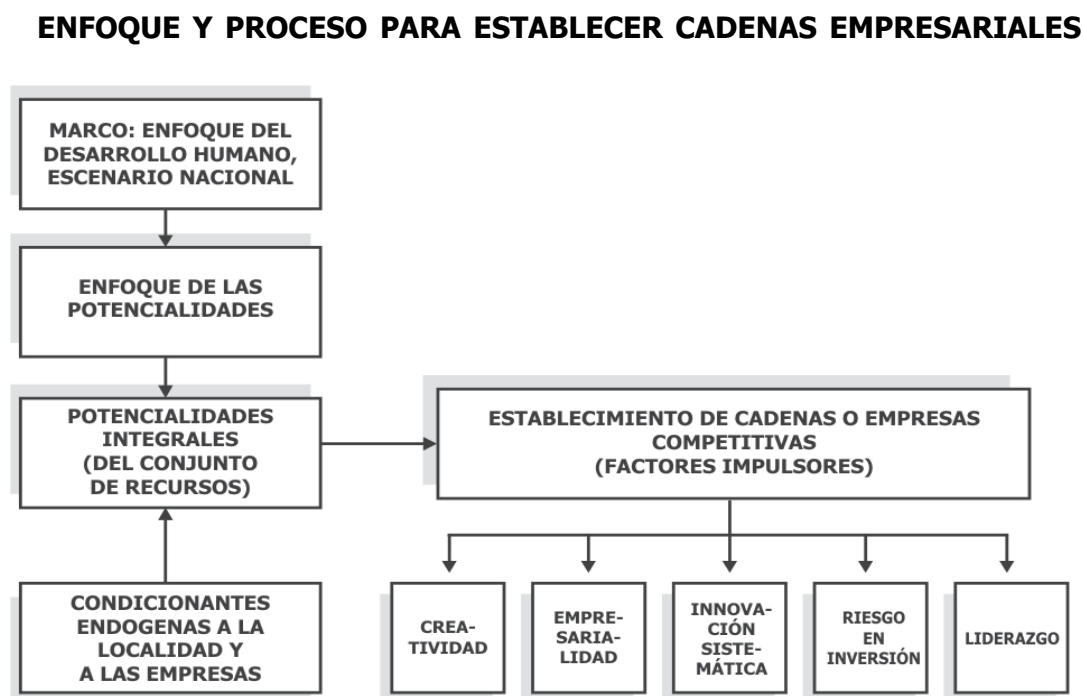 ENFOQUE Y PROCESO PARA ESTABLECER CADENAS EMPRESARIALES
MARCO: ENFOQUE DEL
DESARROLLO HUMANO,
ESCENARIO NACIONAL
ENFOQUE DE LAS
POTENCIALIDADES
POTENCIALIDADES
INTEGRALES
(DEL CONJUNTO
DE RECURSOS)
ESTABLECIMIENTO DE CADENAS O EMPRESAS
COMPETITIVAS
(FACTORES IMPULSORES)
CONDICIONANTES
ENDOGENAS A LA
LOCALIDAD Y
A LAS EMPRESAS
CREA-
TIVIDAD
EMPRE-
SARIA-
LIDAD
INNOVA-
CIÓN
SISTE-
MÁTICA
RIESGO
EN
INVERSIÓN
LIDERAZGO